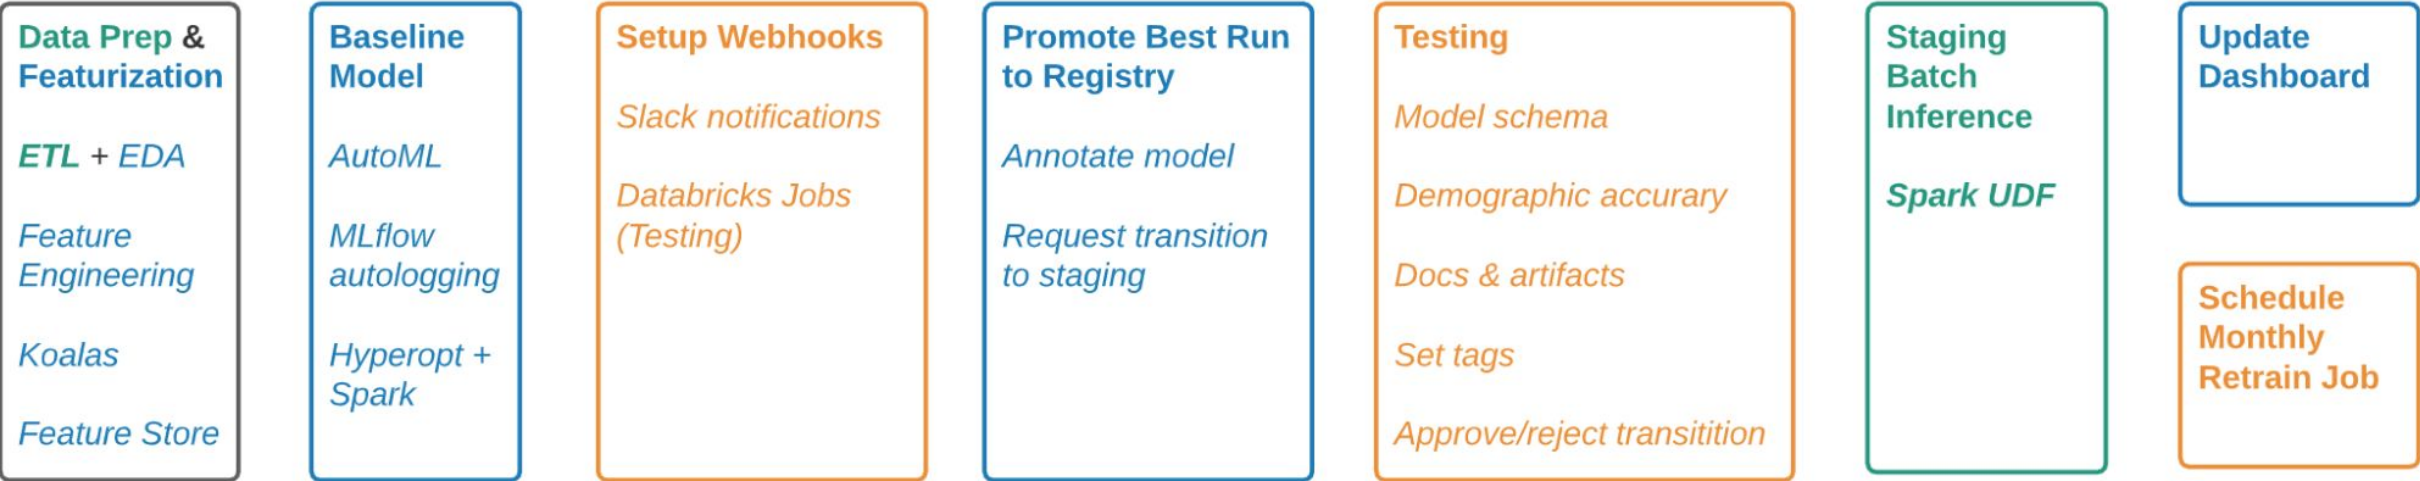 Data Prep &
Featurization
ETL + EDA
Feature
Engineering
Koalas
Feature Store
Baseline
Model
AutoML
MLflow
autologging
Hyperopt +
Spark
Setup Webhooks
Slack notifications
Databricks Jobs
(Testing)
Promote Best Run
to Registry
Annotate model
Request transition
to staging
Testing
Model schema
Demographic accurary
Docs & artifacts
Set tags
Approve/reject transitition
Staging
Batch
Inference
Spark UDF
Update
Dashboard
Schedule
Monthly
Retrain Job